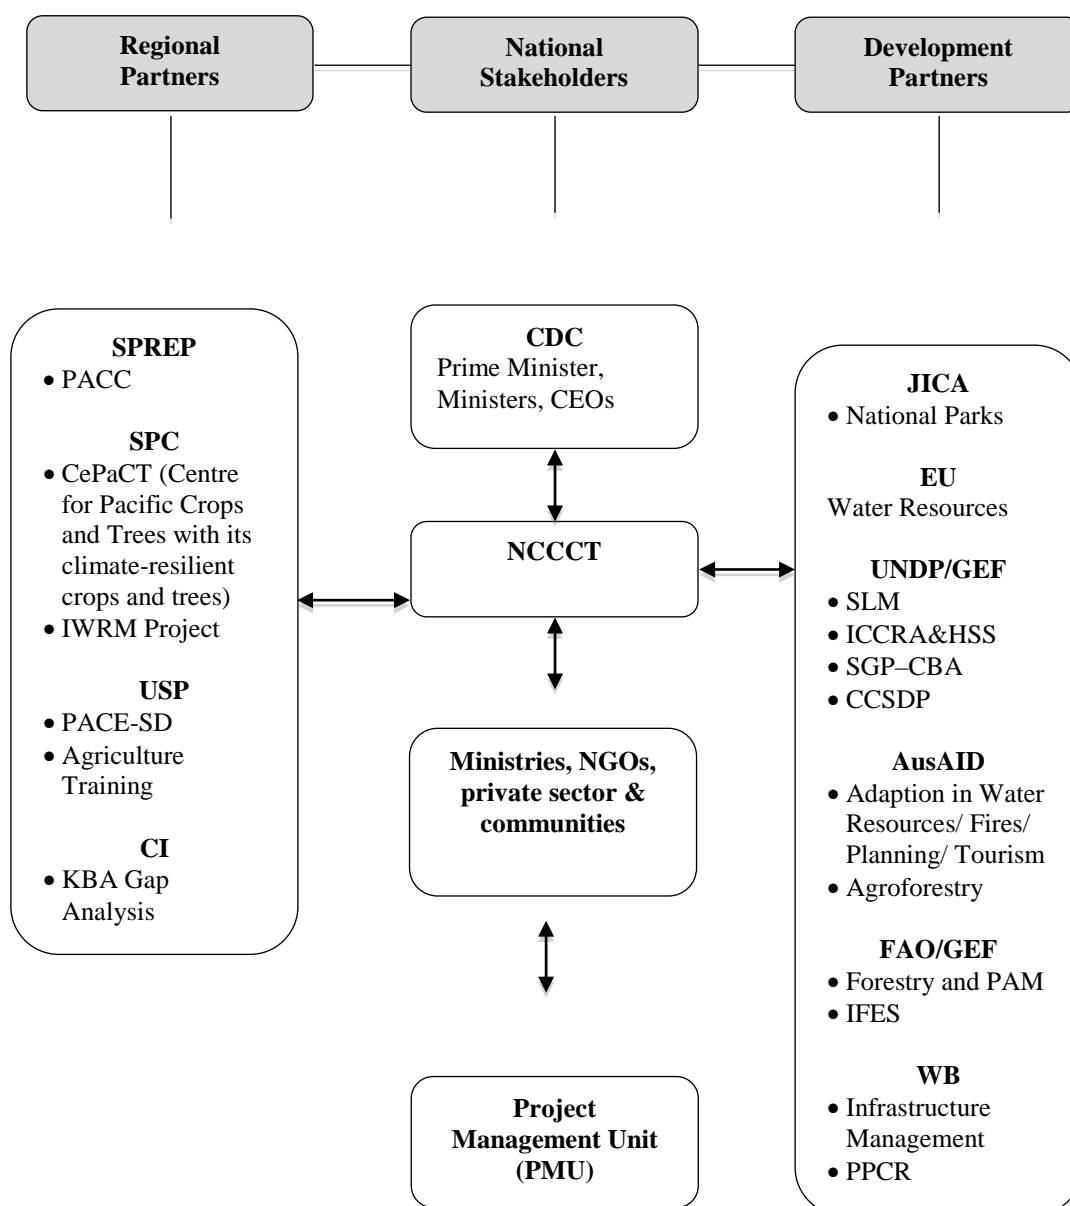 Regional
Partners
National
Stakeholders
Development
Partners
SPREP
• PACC
SPC
• CePaCT (Centre
for Pacific Crops
and Trees with its
climate-resilient
crops and trees)
• IWRM Project
USP
• PACE-SD
• Agriculture
Training
CI
• KBA Gap
Analysis
CDC
Prime Minister,
Ministers, CEOs
NCCCT
Ministries, NGOs,
private sector &
communities
Project
Management Unit
(PMU)
JICA
• National Parks
EU
Water Resources
UNDP/GEF
• SLM
• ICCRA&HSS
• SGP–CBA
• CCSDP
AusAID
• Adaption in Water
Resources/ Fires/
Planning/ Tourism
• Agroforestry
FAO/GEF
• Forestry and PAM
• IFES
WB
• Infrastructure
Management
• PPCR